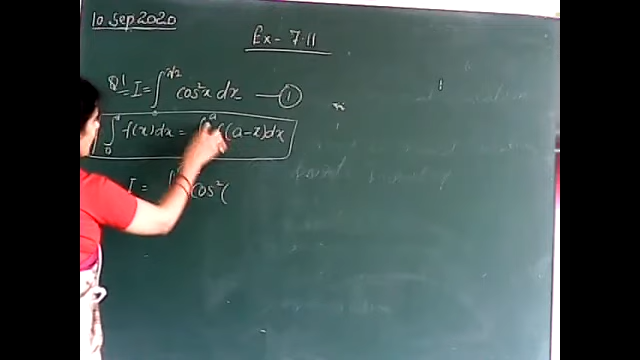 10 Sep 2020
Ex- 7.11
Q1 = I = ∫₀^{π/2} cos²x dx — ①
∫₀^a f(x)dx = ∫₀^a f(a-x)dx
I = ∫ cos²(